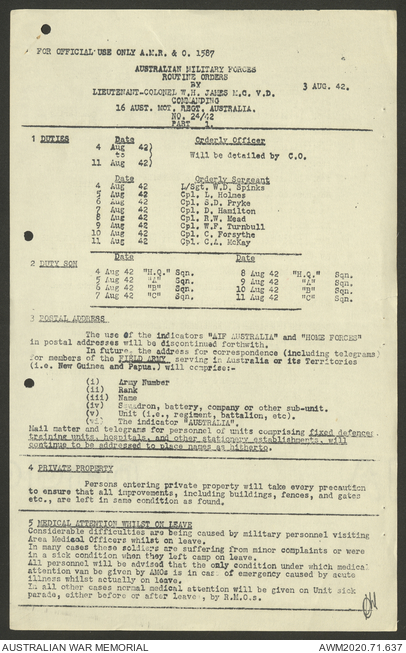 FOR OFFICIAL USE ONLY A.M.R. & O. 1587
AUSTRALIAN MILITARY FORCES
ROUTINE ORDERS
BY
LIEUTENANT-COLONEL W.H. JAMES M.C. V.D.
3 AUG. 42.
COMMANDING
16 AUST. MOT. REGT. AUSTRALIA.
NO. 24/42
PART 1.
1 DUTIES Date Orderly Officer
4 Aug 42)
to Will be detailed by C.O.
11 Aug 42)
Date Orderly Sergeant
4 Aug 42 L/Sgt. W.D. Spinks
5 Aug 42 Cpl. L. Holmes
6 Aug 42 Cpl. S.D. Pryke
7 Aug 42 Cpl. D. Hamilton
8 Aug 42 Cpl. R.W. Mead
9 Aug 42 Cpl. W.F. Turnbull
10 Aug 42 Cpl. C. Forsythe
11 Aug 42 Cpl. C.A. McKay
Date Date
2 DUTY SQN
4 Aug 42 "H.Q." Sqn. 8 Aug 42 "H.Q." Sqn.
5 Aug 42 "A" Sqn. 9 Aug 42 "A" Sqn.
6 Aug 42 "B" Sqn. 10 Aug 42 "B" Sqn.
7 Aug 42 "C" Sqn. 11 Aug 42 "C" Sqn.
3 POSTAL ADDRESS
The use of the indicators "AIF AUSTRALIA" and "HOME FORCES"
in postal addresses will be discontinued forthwith.
In future, the address for correspondence (including telegrams)
for members of the FIELD ARMY, serving in Australia or its Territories
(i.e. New Guinea and Papua.) will comprise:-
(i) Army Number
(ii) Rank
(iii) Name
(iv) Squadron, battery, company or other sub-unit.
(v) Unit (i.e., regiment, battalion, etc).
(vi) The indicator "AUSTRALIA".
Mail matter and telegrams for personnel of units comprising fixed defences
training units, hospitals, and other stationery establishments, will
continue to be addressed to place names as hitherto.
4 PRIVATE PROPERTY
Persons entering private property will take every precaution
to ensure that all improvements, including buildings, fences, and gates
etc., are left in same condition as found.
5 MEDICAL ATTENTION WHILST ON LEAVE
Considerable difficulties are being caused by military personnel visiting
Area Medical Officers whilst on leave.
In many cases these soldiers are suffering from minor complaints or were
in a sick condition when they left camp on leave.
All personnel will be advised that the only condition under which medical
attention van be given by AMOs is in case of emergency caused by acute
illness whilst actually on leave.
In all other cases normal medical attention will be given on Unit sick
parade, either before or after leave, by R.M.O.s.
AUSTRALIAN WAR MEMORIAL AWM2020.71.637